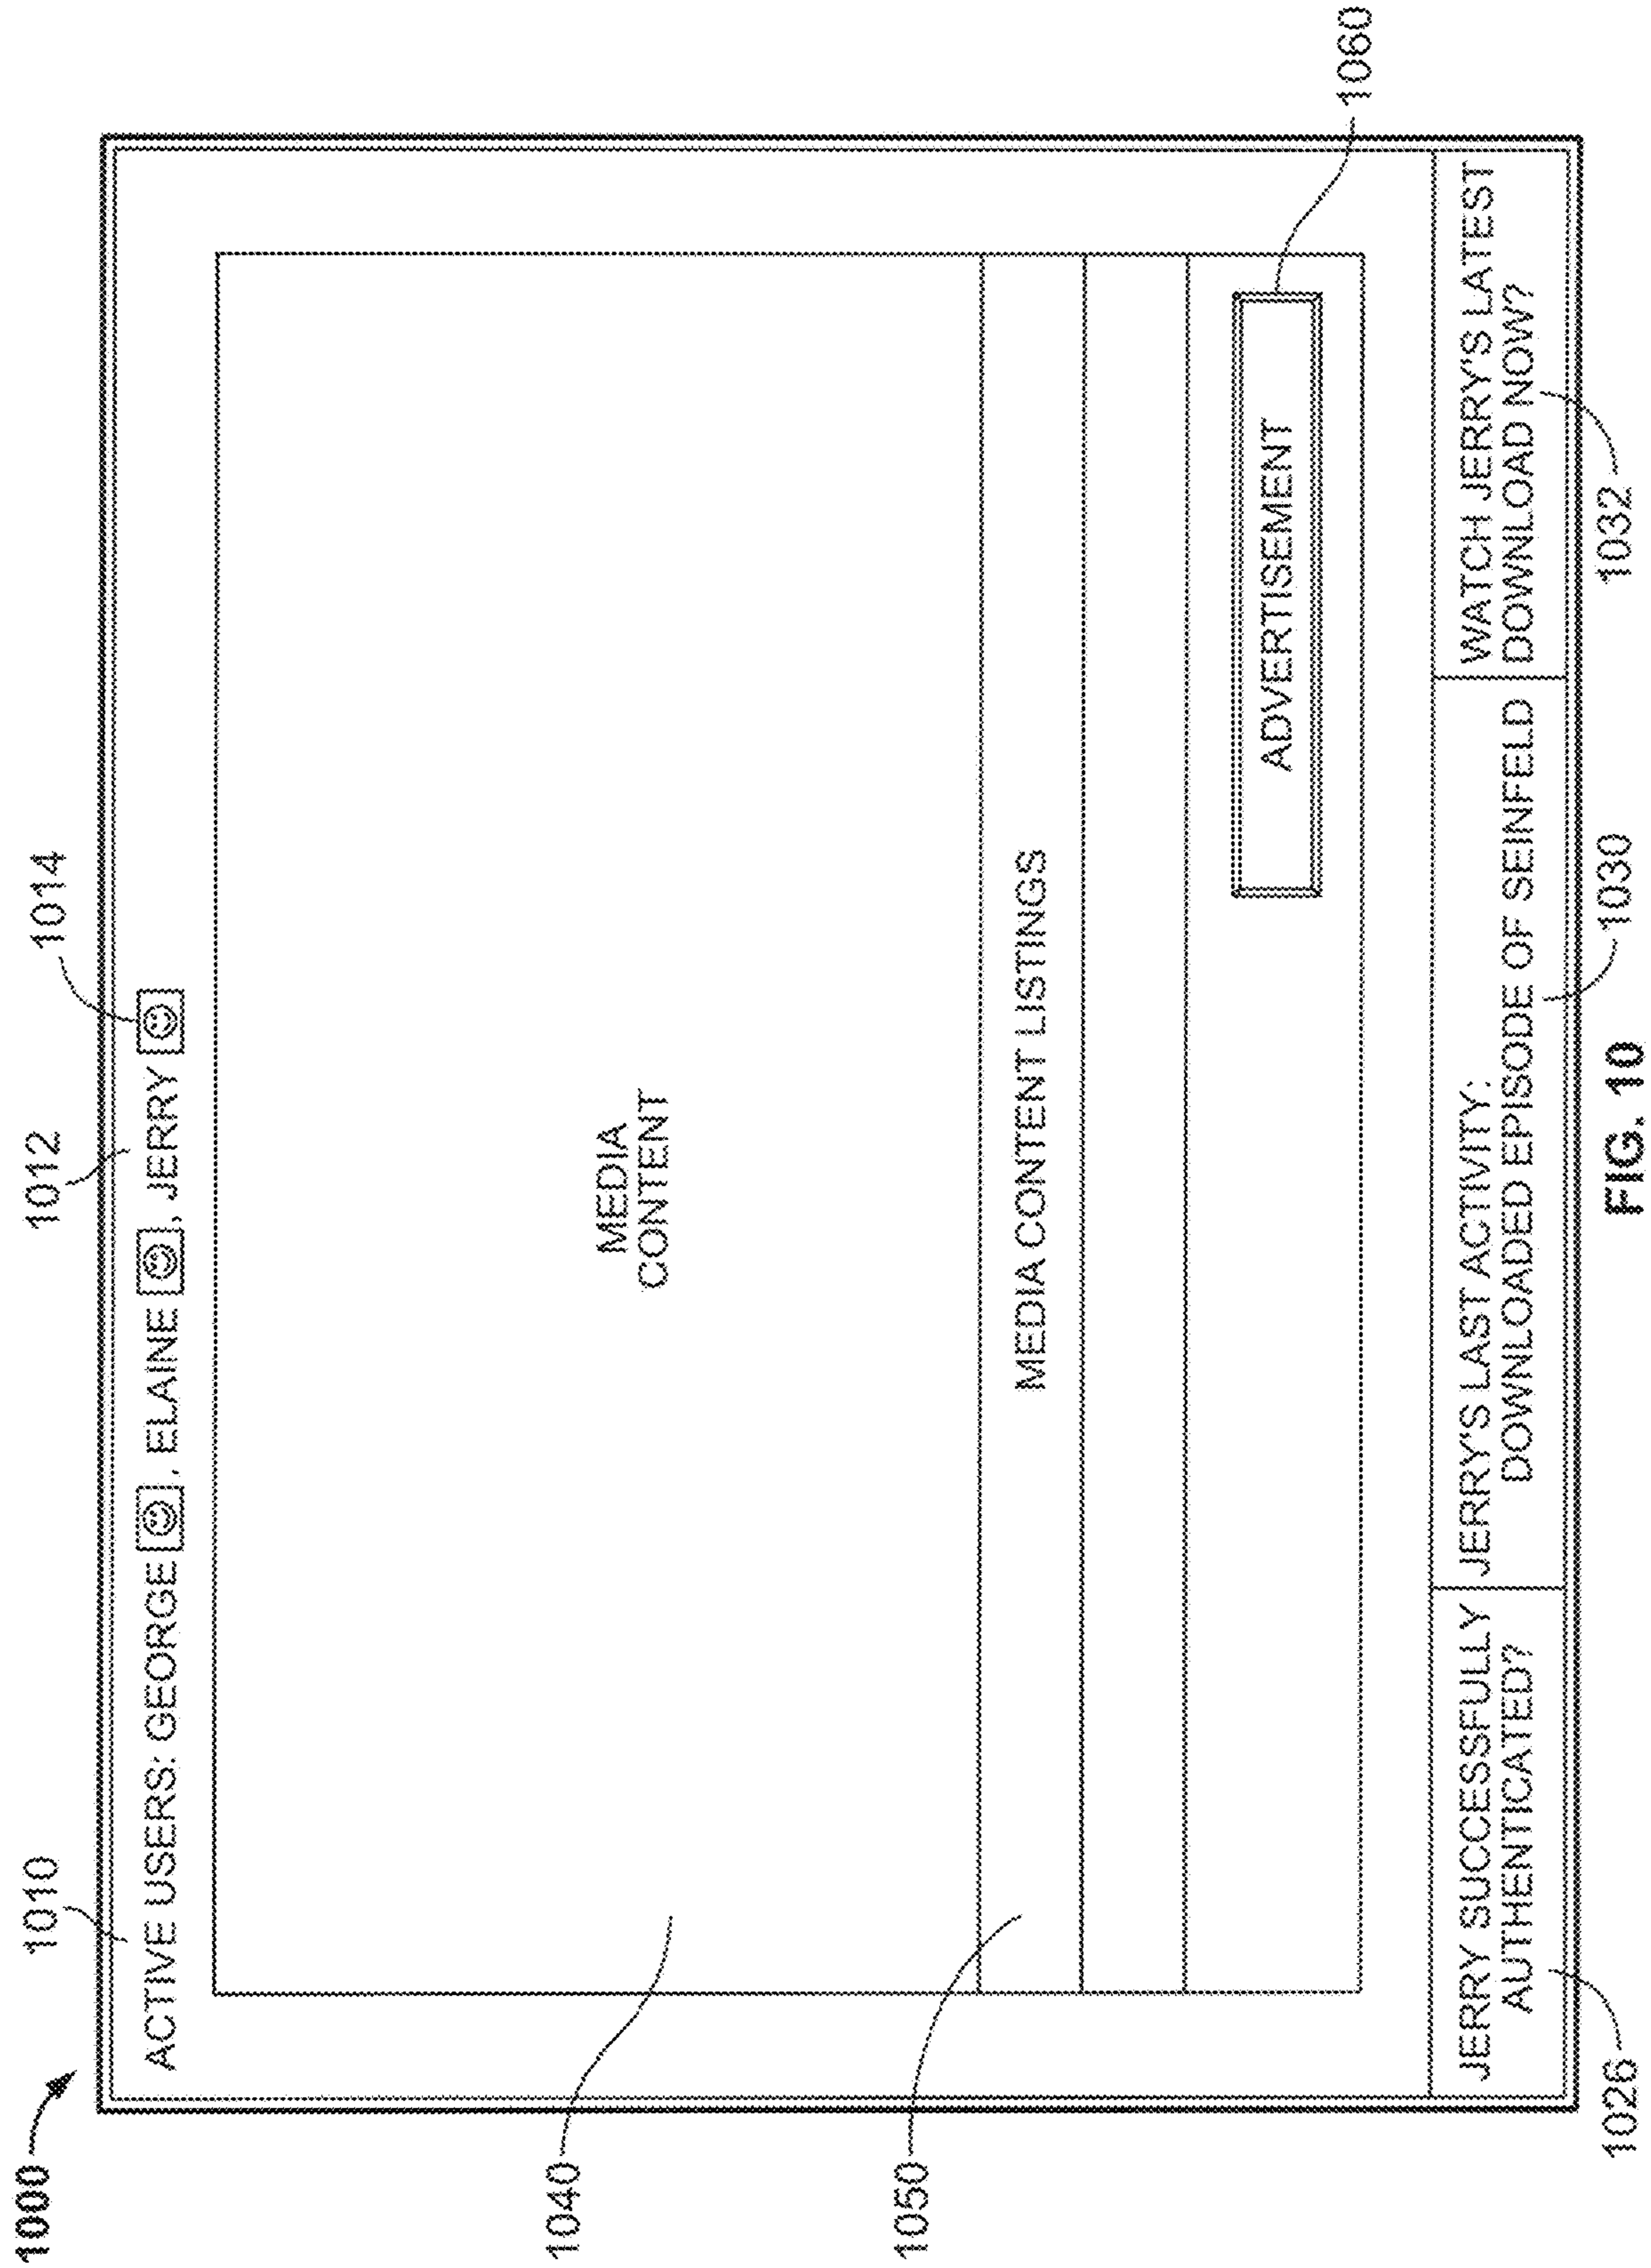 1000
1010
1012
1014
ACTIVE USERS: GEORGE , ELAINE , JERRY
MEDIA
CONTENT
1040
MEDIA CONTENT LISTINGS
1050
ADVERTISEMENT
1060
JERRY SUCCESSFULLY
AUTHENTICATED?
JERRY'S LAST ACTIVITY:
DOWNLOADED EPISODE OF SEINFELD
WATCH JERRY'S LATEST
DOWNLOAD NOW?
1026
1030
1032
FIG. 10